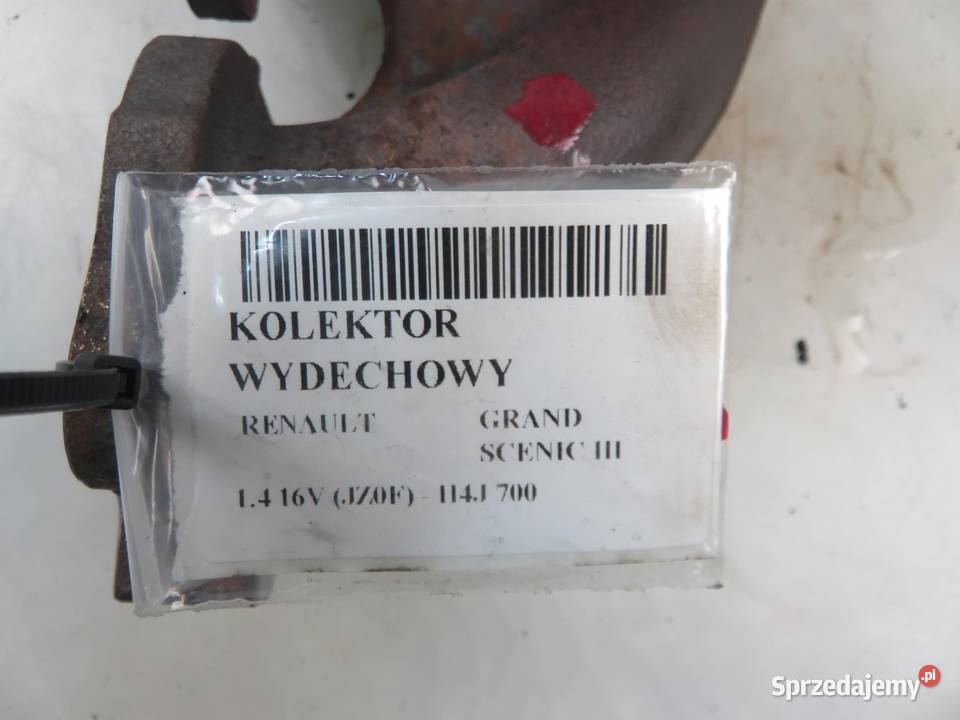 KOLEKTOR
WYDECHOWY
RENAULT GRAND
SCENIC III
1.4 16V (JZ0F) - H4J 700
Sprzedajemy.pl